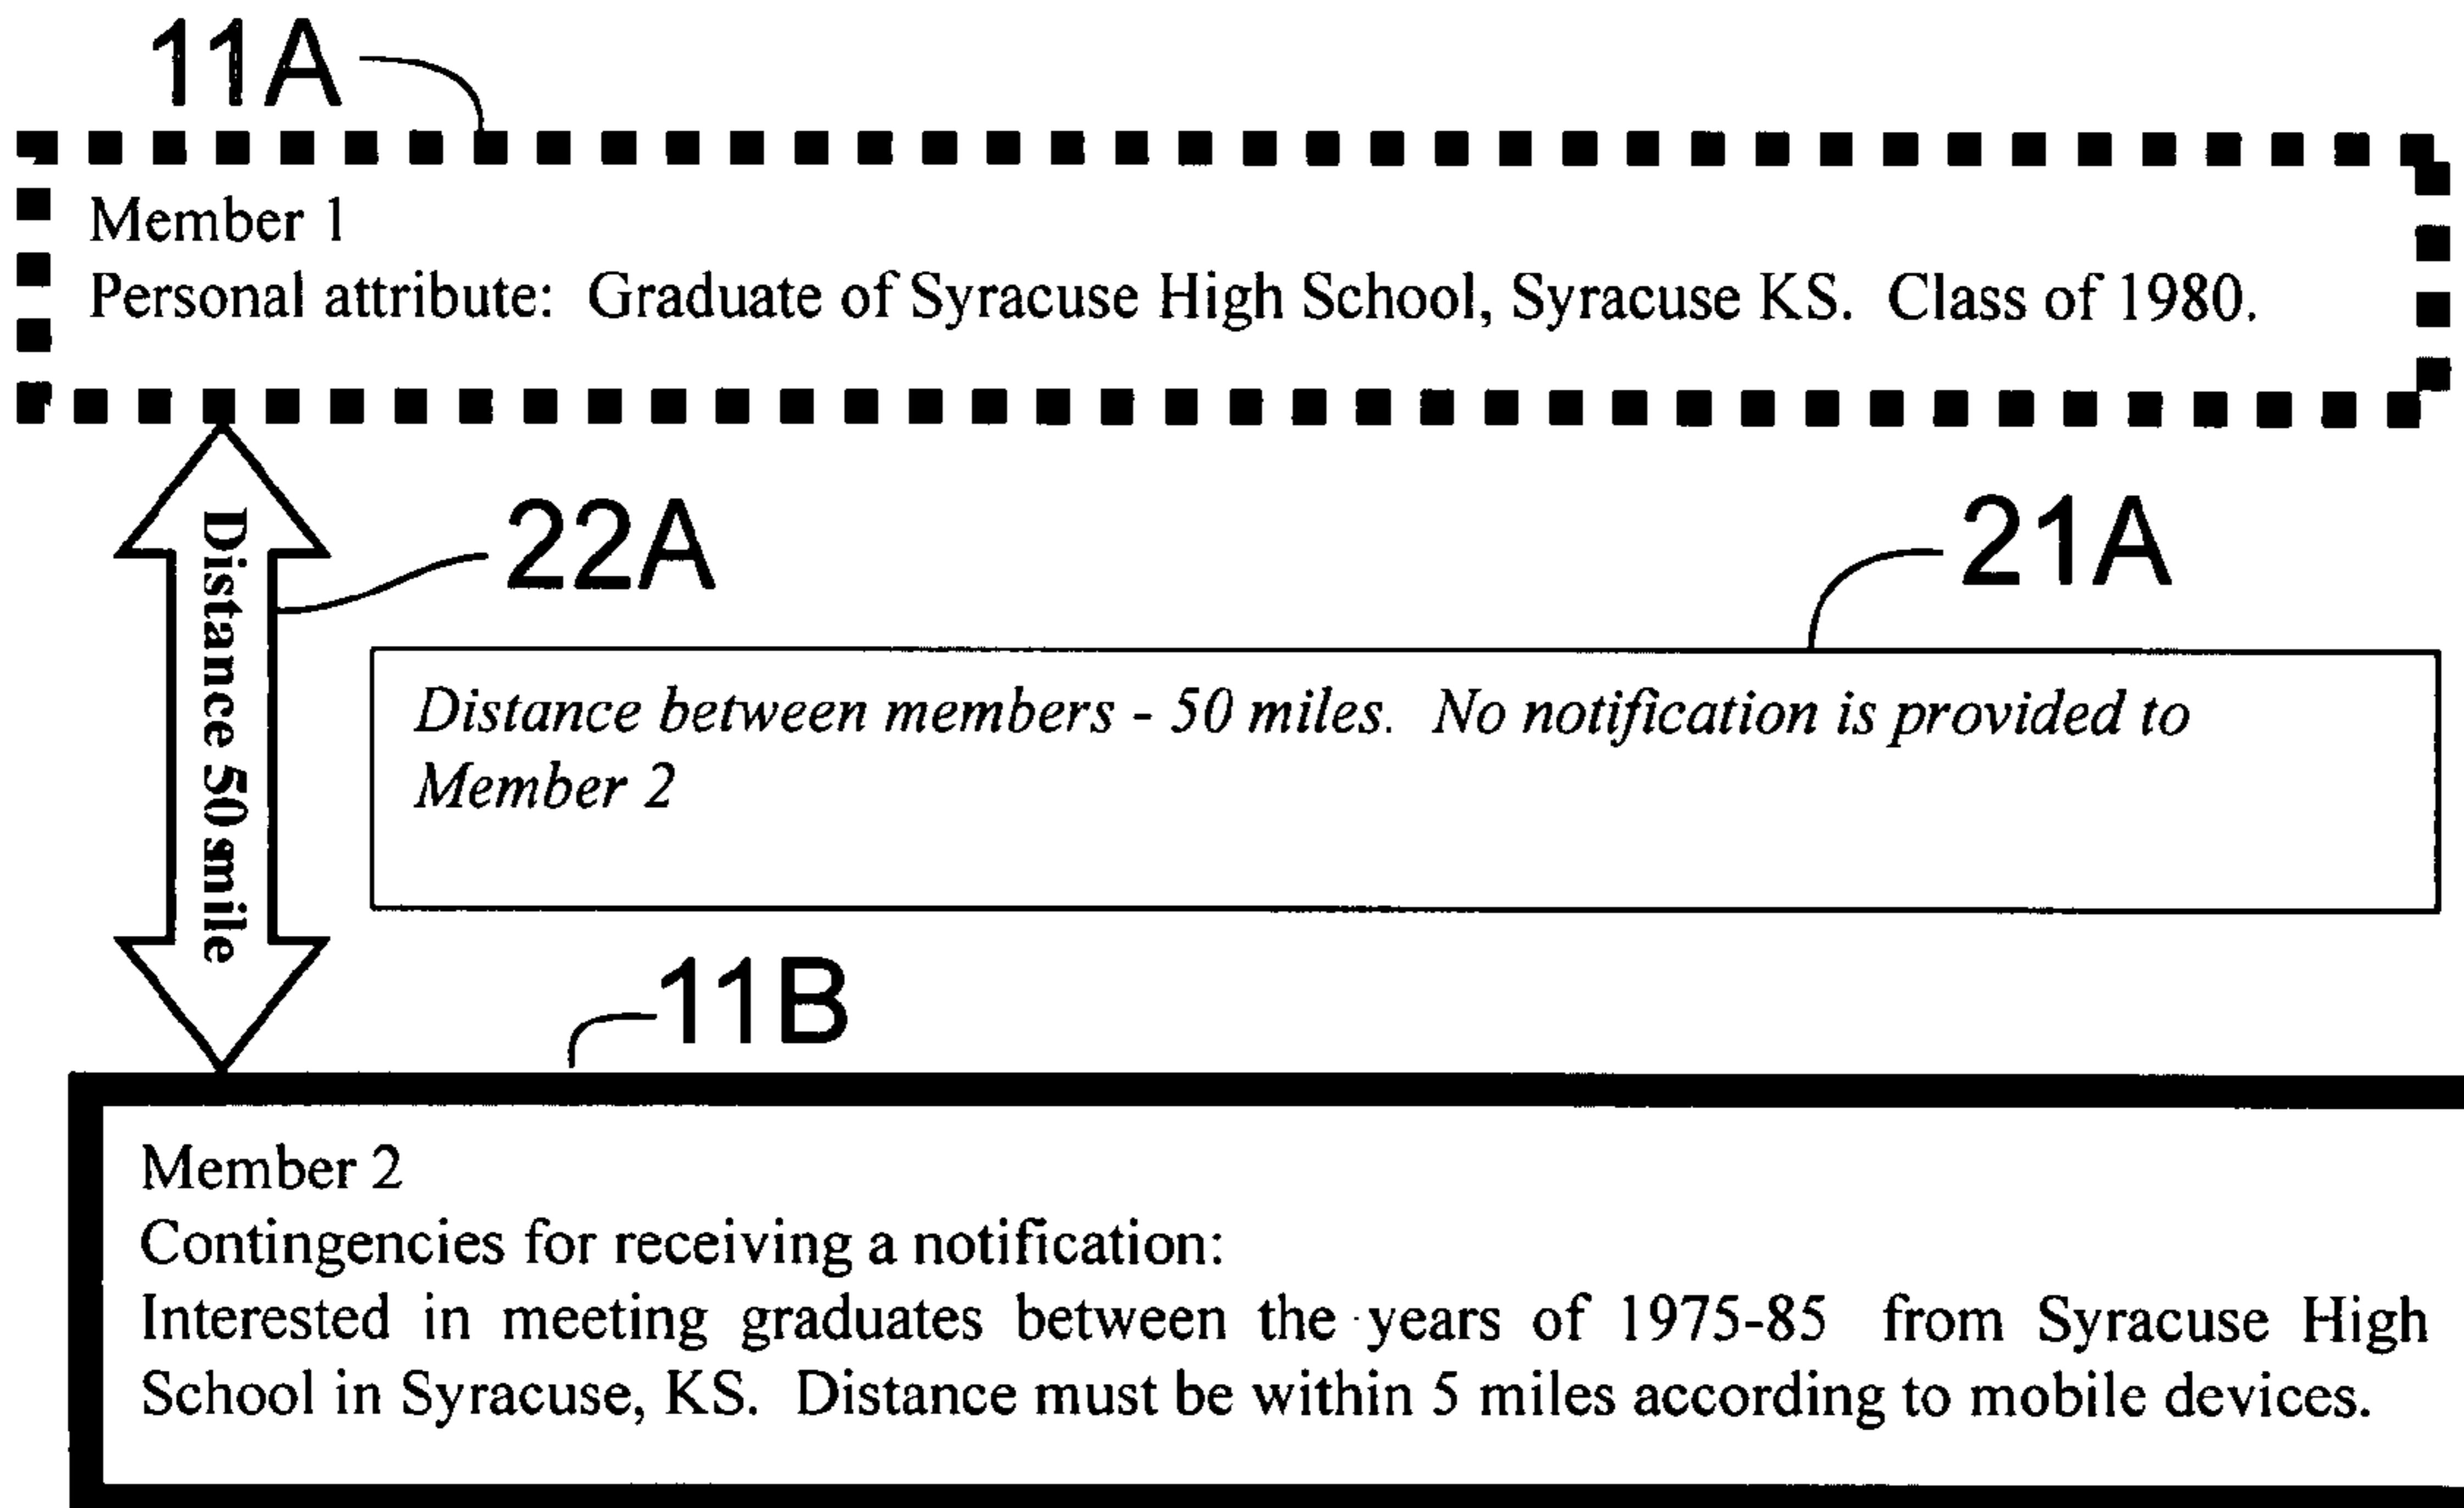 11A
Member 1
Personal attribute:  Graduate of Syracuse High School, Syracuse KS.  Class of 1980.
Distance 50 mile
22A
21A
Distance between members - 50 miles.  No notification is provided to
Member 2
11B
Member 2
Contingencies for receiving a notification:
Interested in meeting graduates between the years of 1975-85 from Syracuse High
School in Syracuse, KS.  Distance must be within 5 miles according to mobile devices.